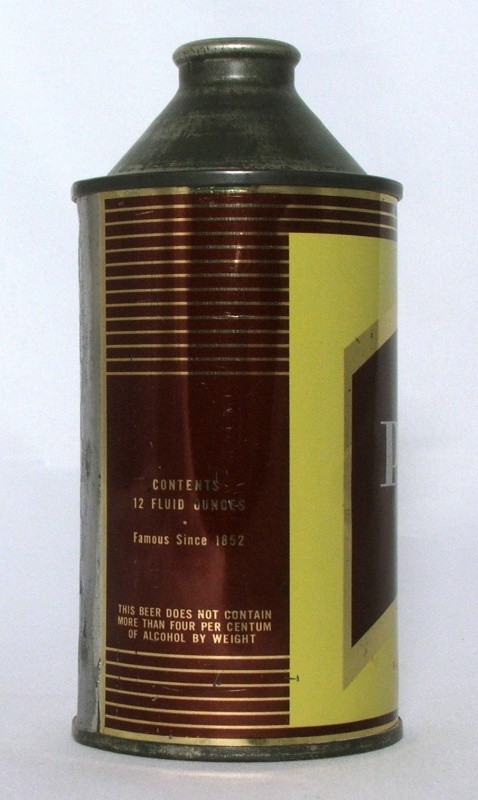 CONTENTS
12 FLUID OUNCES
Famous Since 1852
THIS BEER DOES NOT CONTAIN
MORE THAN FOUR PER CENTUM
OF ALCOHOL BY WEIGHT
P